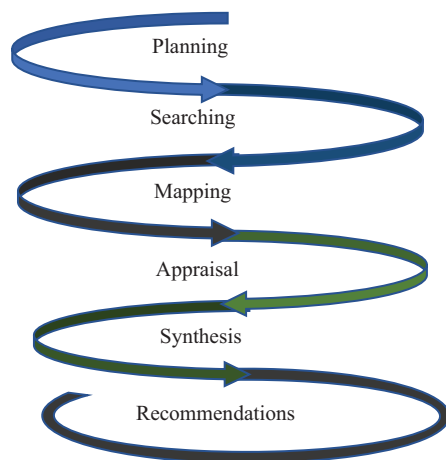 Planning
Searching
Mapping
Appraisal
Synthesis
Recommendations